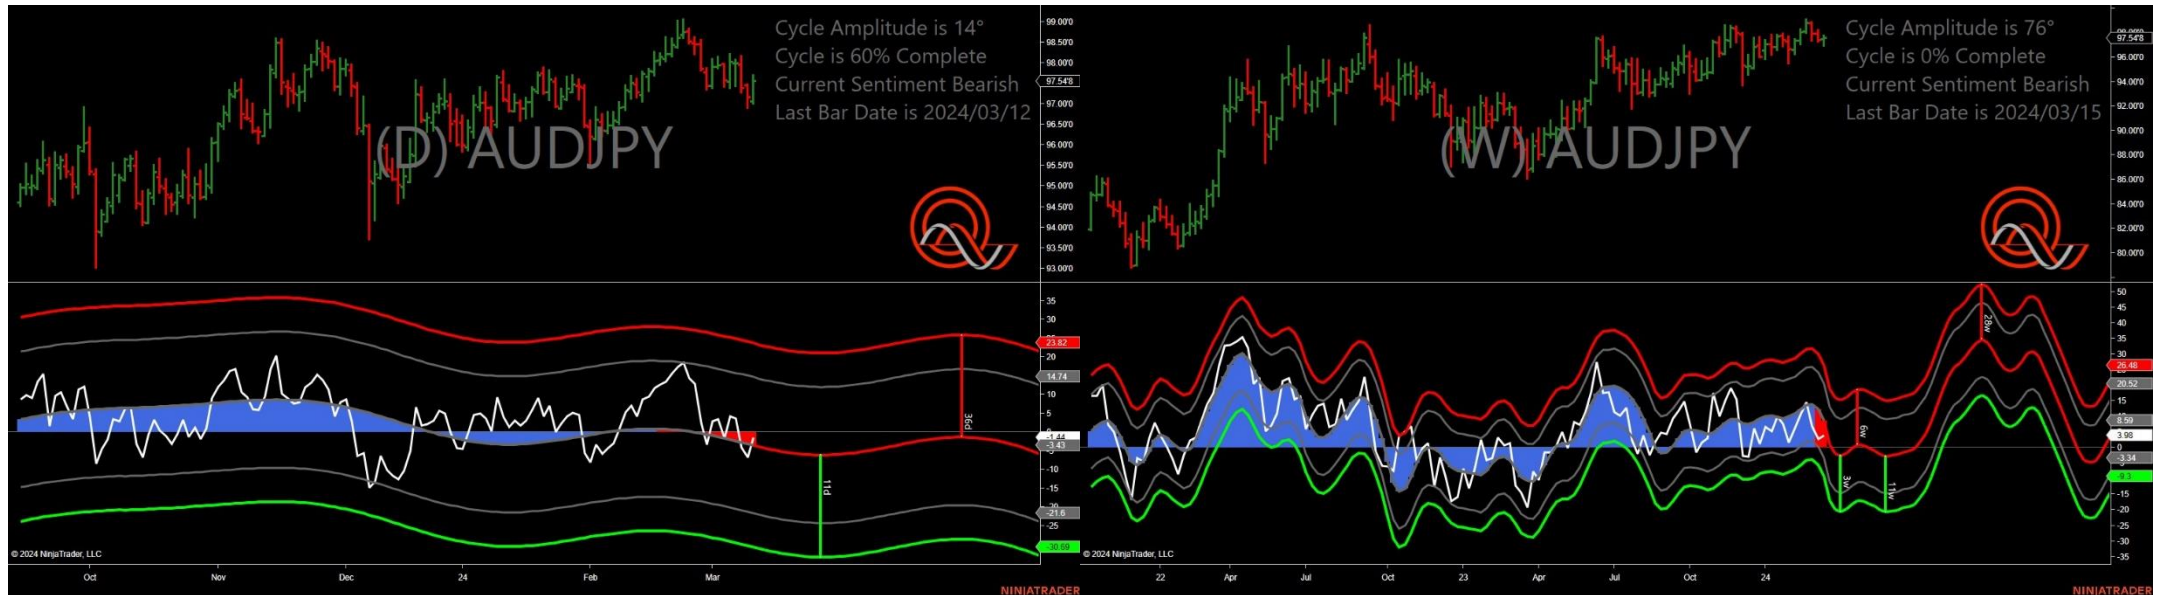 Cycle Amplitude is 14°
Cycle is 60% Complete
Current Sentiment Bearish
Last Bar Date is 2024/03/12
(D) AUDJPY
99.00'0
98.50'0
98.00'0
97.54'8
97.00'0
96.50'0
96.00'0
95.50'0
95.00'0
94.50'0
94.00'0
93.50'0
93.00'0
35
30
23.82
20
14.74
10
5
0
-1.44
-3.43
-10
-15
-21.6
-25
-30.69
36d
11d
© 2024 NinjaTrader, LLC
Oct Nov Dec 24 Feb Mar
NINJATRADER
Cycle Amplitude is 76°
Cycle is 0% Complete
Current Sentiment Bearish
Last Bar Date is 2024/03/15
(W) AUDJPY
97.54'8
96.00'0
94.00'0
92.00'0
90.00'0
88.00'0
86.00'0
84.00'0
82.00'0
80.00'0
50
45
40
35
30
26.48
20.52
15
8.59
3.98
0
-3.34
-9.3
-15
-20
-25
-30
-35
28w
6w
3w
11w
© 2024 NinjaTrader, LLC
22 Apr Jul Oct 23 Apr Jul Oct 24
NINJATRADER